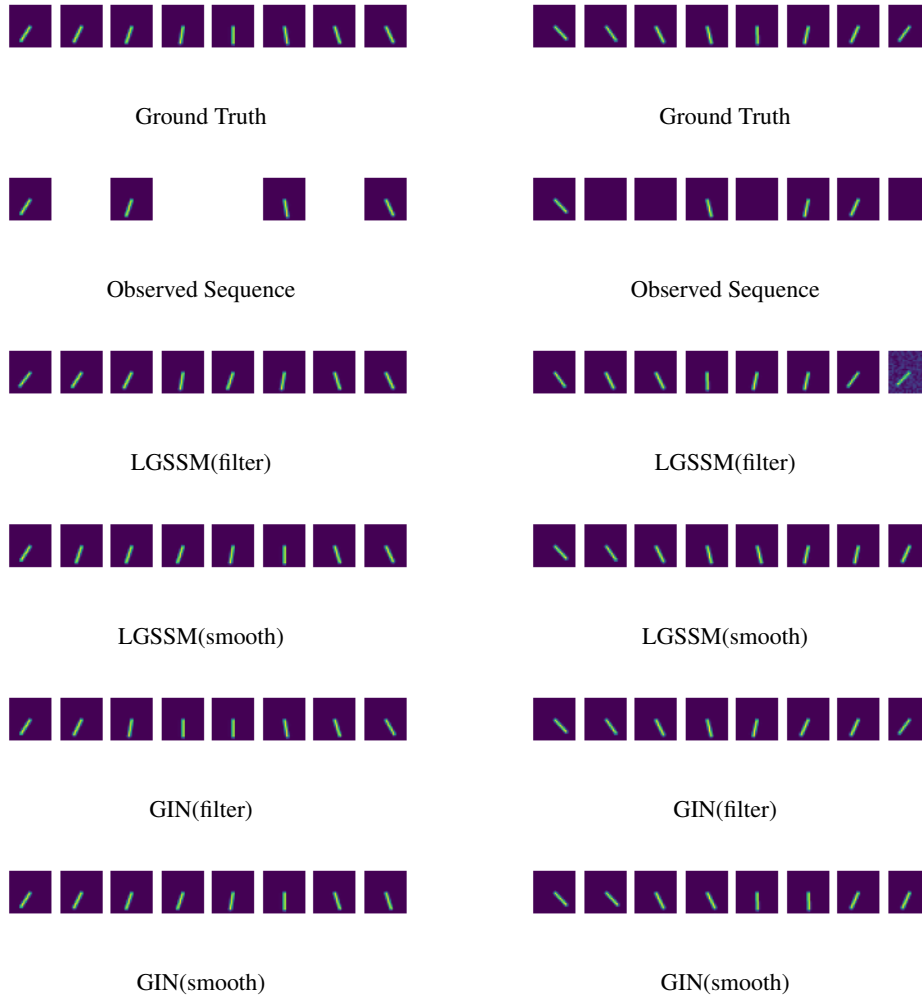 Ground Truth
Ground Truth
Observed Sequence
Observed Sequence
LGSSM(filter)
LGSSM(filter)
LGSSM(smooth)
LGSSM(smooth)
GIN(filter)
GIN(filter)
GIN(smooth)
GIN(smooth)